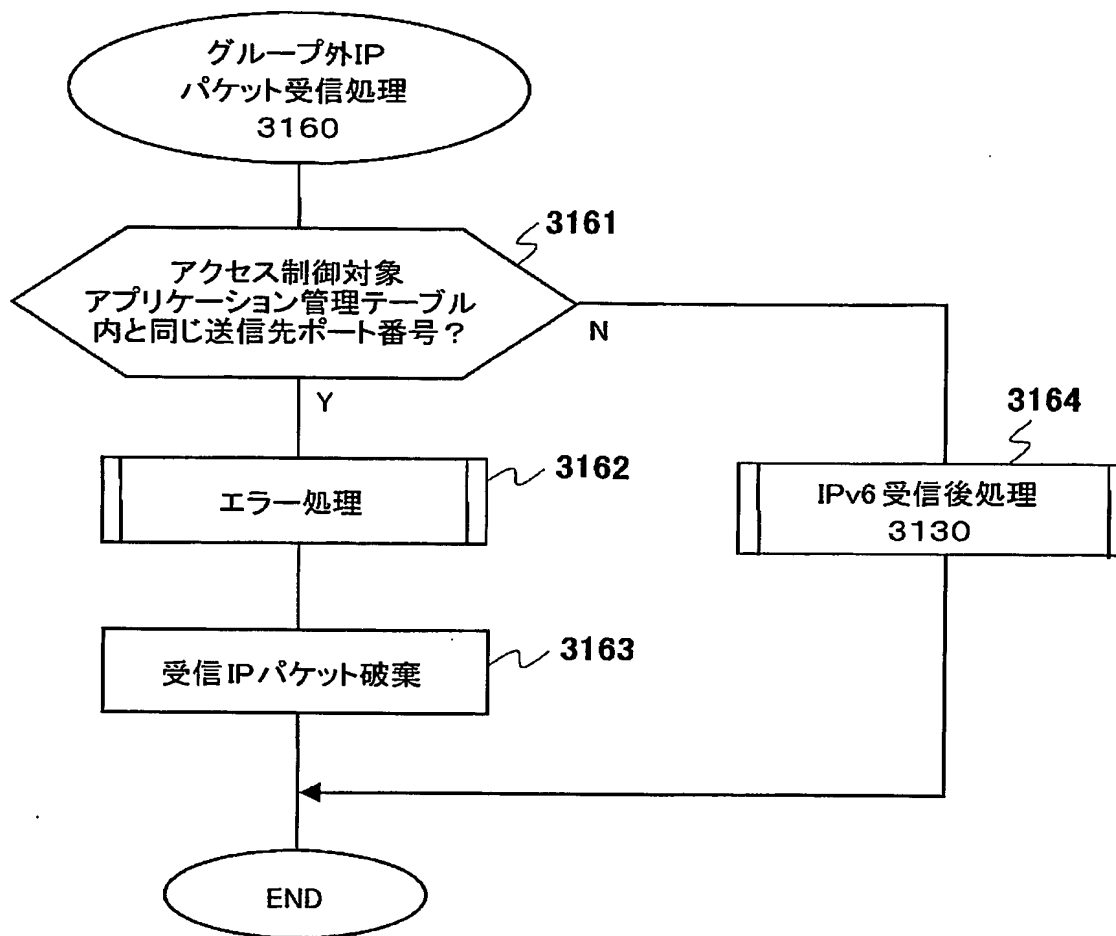 グループ外IP
パケット受信処理
3160
3161
アクセス制御対象
アプリケーション管理テーブル
内と同じ送信先ポート番号?
N
Y
3164
3162
エラー処理
IPv6受信後処理
3130
3163
受信IPパケット破棄
END